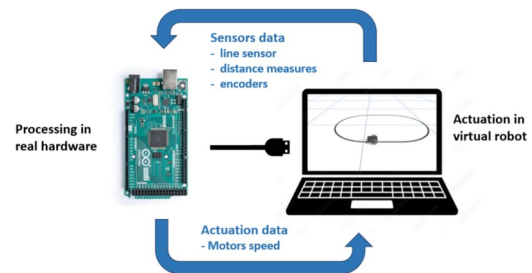 Sensors data
- line sensor
- distance measures
- encoders
Processing in
real hardware
Actuation in
virtual robot
Actuation data
- Motors speed